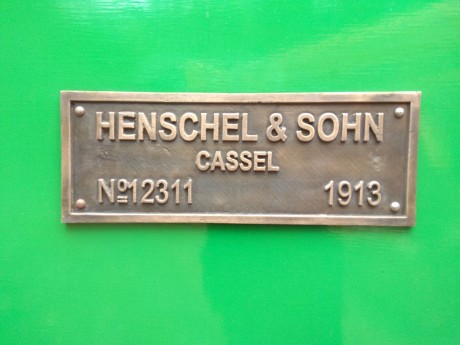 HENSCHEL & SOHN
CASSEL
№12311 1913